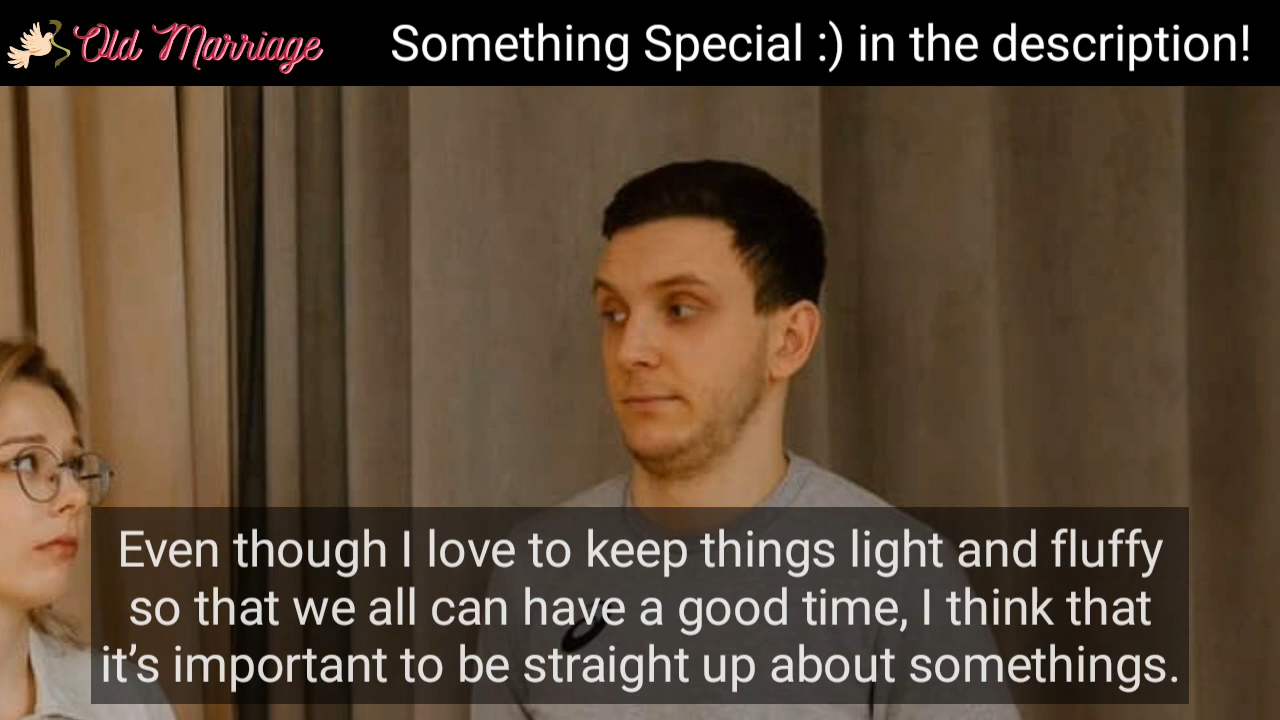 Old Marriage
Something Special :) in the description!
Even though I love to keep things light and fluffy
so that we all can have a good time, I think that
it’s important to be straight up about somethings.